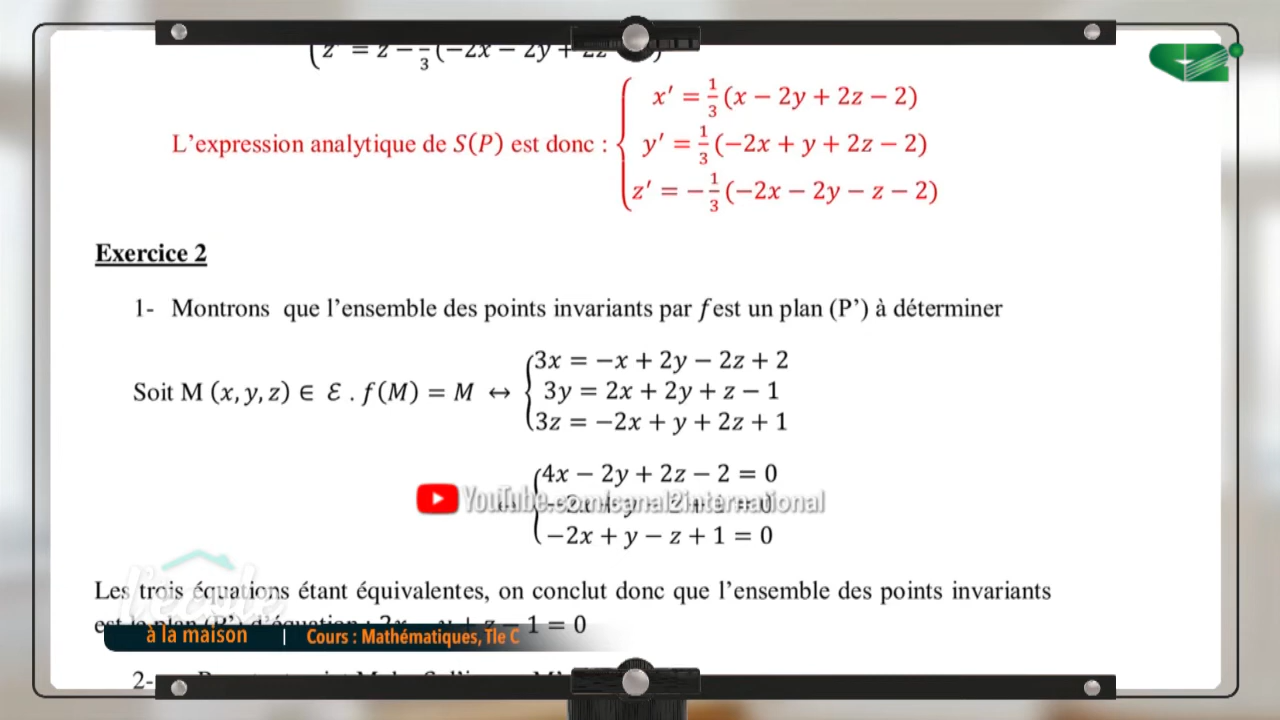 L'expression analytique de S(P) est donc : { x' = 1/3 (x − 2y + 2z − 2)
y' = 1/3 (−2x + y + 2z − 2)
z' = −1/3 (−2x − 2y − z − 2)
Exercice 2
1- Montrons que l'ensemble des points invariants par f est un plan (P') à déterminer
{ 3x = −x + 2y − 2z + 2
Soit M (x, y, z) ∈ ℰ . f(M) = M ↔ 3y = 2x + 2y + z − 1
3z = −2x + y + 2z + 1
{ 4x − 2y + 2z − 2 = 0
YouTube.com/canal2international
−2x + y − z + 1 = 0
Les trois équations étant équivalentes, on conclut donc que l'ensemble des points invariants
− 1 = 0
l'école
à la maison | Cours : Mathématiques, Tle C
2-